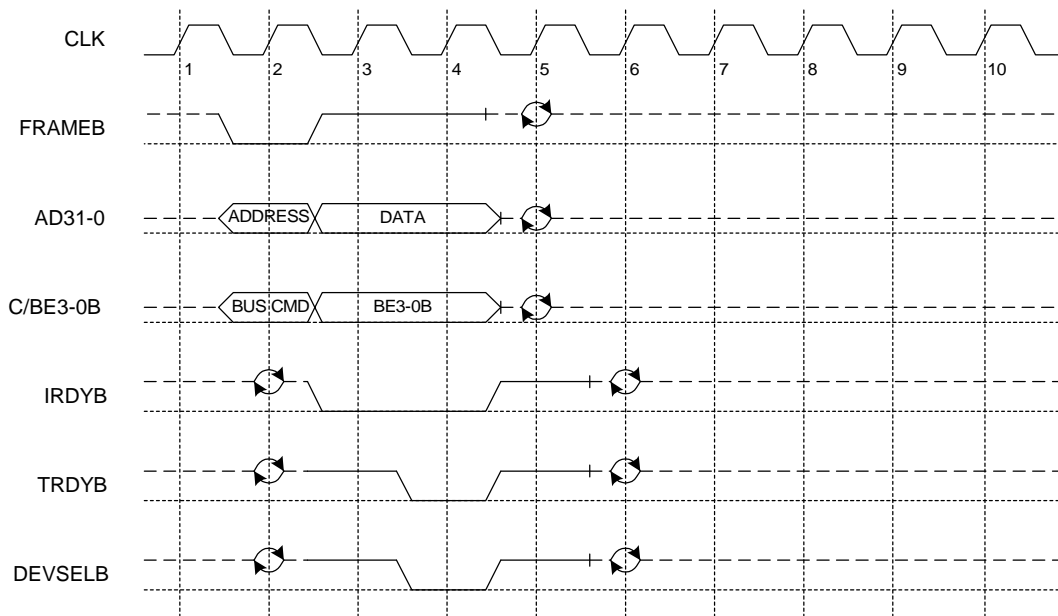 CLK
1 2 3 4 5 6 7 8 9 10
FRAMEB
AD31-0 ADDRESS DATA
C/BE3-0B BUS CMD BE3-0B
IRDYB
TRDYB
DEVSELB